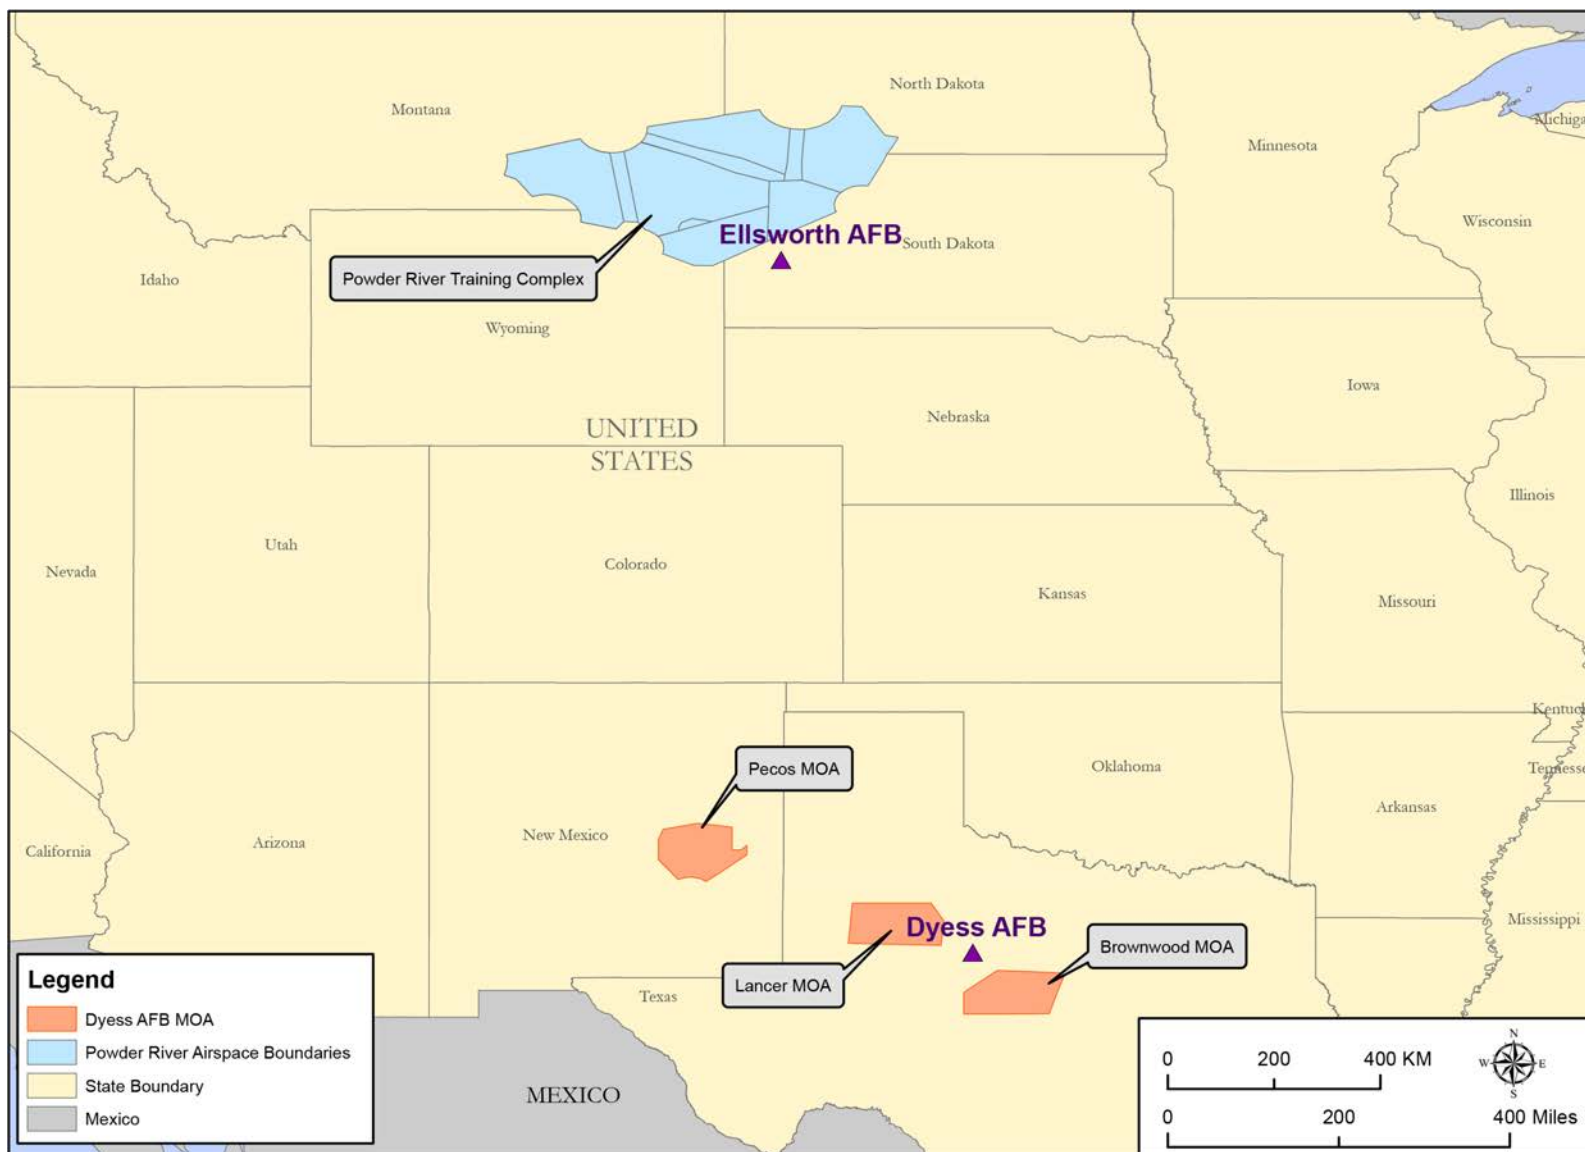 North Dakota
Montana
Minnesota
Michiga
Wisconsin
Ellsworth AFB
South Dakota
Powder River Training Complex
Idaho
Wyoming
Iowa
Nebraska
UNITED
STATES
Illinois
Utah
Colorado
Nevada
Kansas
Missouri
Kentuck
Pecos MOA
Oklahoma
Tennesse
Arkansas
New Mexico
Arizona
California
Dyess AFB
Mississippi
Brownwood MOA
Lancer MOA
Texas
MEXICO
Legend
Dyess AFB MOA
Powder River Airspace Boundaries
State Boundary
Mexico
N
W E
S
0 200 400 KM
0 200 400 Miles